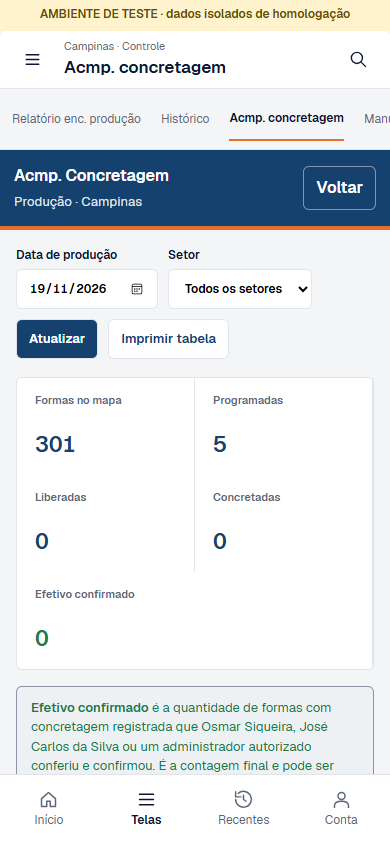 AMBIENTE DE TESTE · dados isolados de homologação
Campinas · Controle
Acmp. concretagem
Relatório enc. produção Histórico Acmp. concretagem Manu
Acmp. Concretagem
Produção · Campinas
Voltar
Data de produção Setor
19/11/2026 Todos os setores
Atualizar Imprimir tabela
Formas no mapa Programadas
301 5
Liberadas Concretadas
0 0
Efetivo confirmado
0
Efetivo confirmado é a quantidade de formas com
concretagem registrada que Osmar Siqueira, José
Carlos da Silva ou um administrador autorizado
conferiu e confirmou. É a contagem final e pode ser
Início Telas Recentes Conta